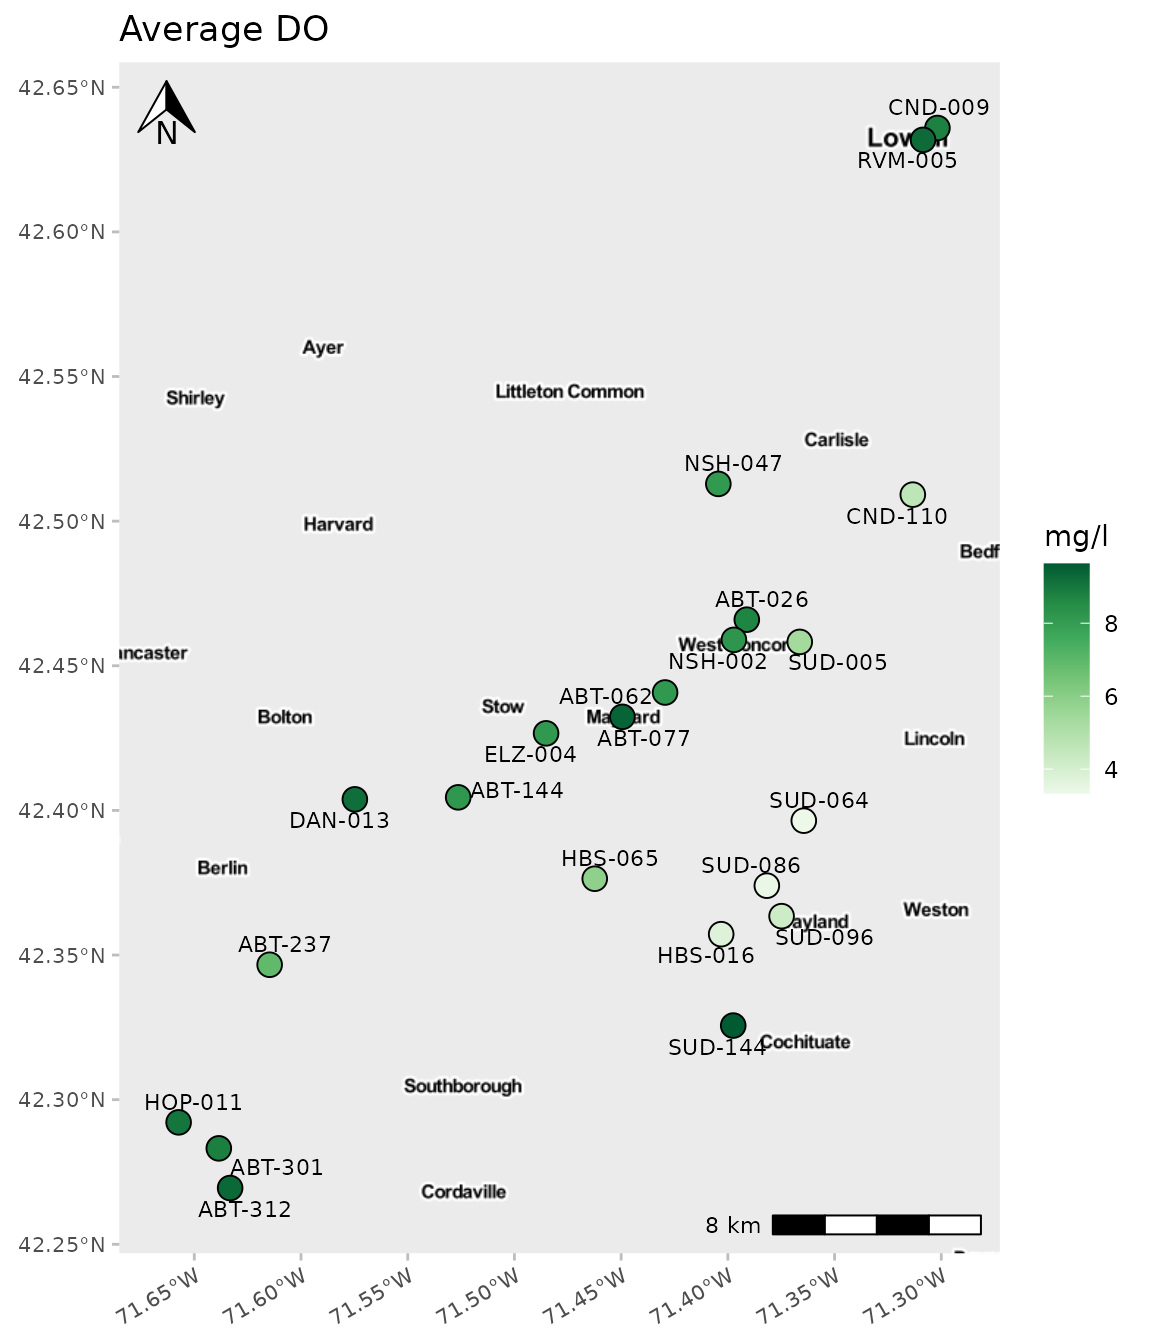 Average DO
42.65°N
N
CND-009
RVM-005
42.60°N
Ayer
42.55°N
Shirley
Littleton Common
Carlisle
NSH-047
CND-110
42.50°N
Harvard
Bedf
mg/l
ABT-026
8
NSH-002
SUD-005
ancaster
42.45°N
ABT-062
Stow
6
Bolton
ABT-077
Lincoln
ELZ-004
4
ABT-144
SUD-064
42.40°N
DAN-013
HBS-065
SUD-086
Berlin
Weston
ayland
SUD-096
ABT-237
42.35°N
HBS-016
SUD-144
Cochituate
Southborough
42.30°N
HOP-011
ABT-301
Cordaville
ABT-312
8 km
42.25°N
71.65°W
71.60°W
71.55°W
71.50°W
71.45°W
71.40°W
71.35°W
71.30°W